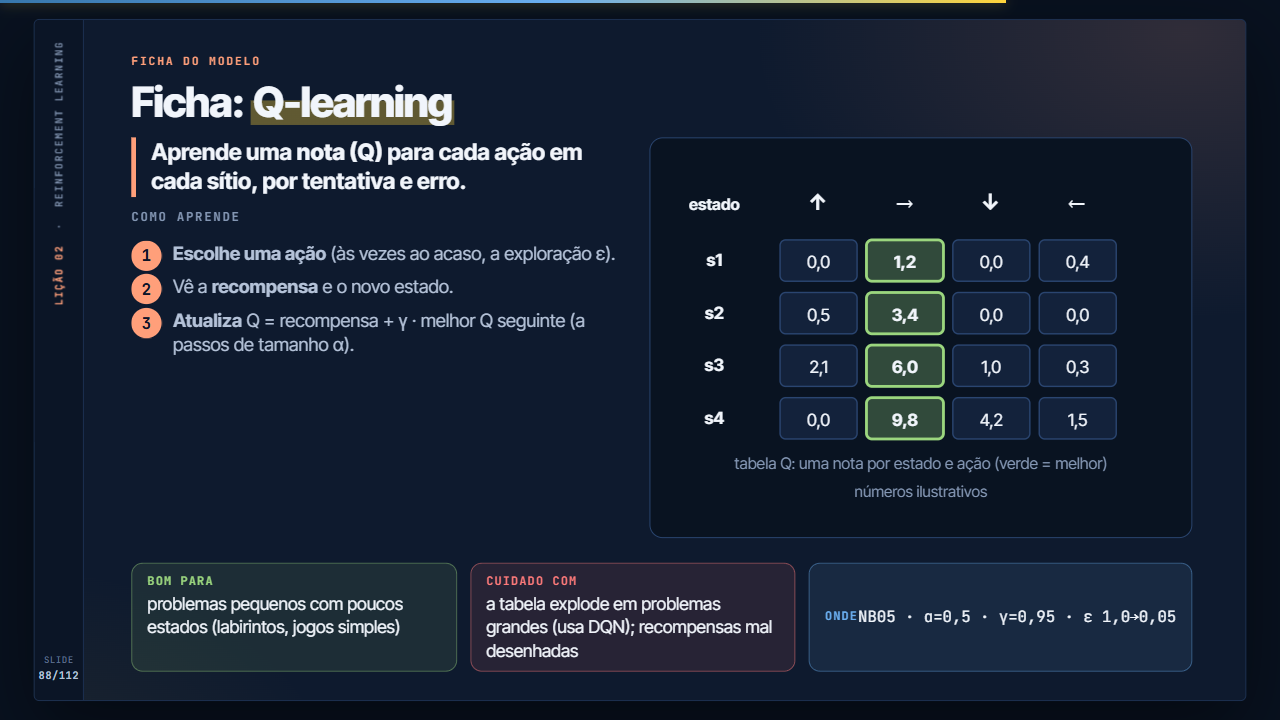 LIÇÃO 02 · REINFORCEMENT LEARNING
FICHA DO MODELO
Ficha: Q-learning
Aprende uma nota (Q) para cada ação em
cada sítio, por tentativa e erro.
COMO APRENDE
1 Escolhe uma ação (às vezes ao acaso, a exploração ε).
2 Vê a recompensa e o novo estado.
3 Atualiza Q = recompensa + γ · melhor Q seguinte (a
passos de tamanho α).
estado ↑ → ↓ ←
s1 0,0 1,2 0,0 0,4
s2 0,5 3,4 0,0 0,0
s3 2,1 6,0 1,0 0,3
s4 0,0 9,8 4,2 1,5
tabela Q: uma nota por estado e ação (verde = melhor)
números ilustrativos
BOM PARA
problemas pequenos com poucos
estados (labirintos, jogos simples)
CUIDADO COM
a tabela explode em problemas
grandes (usa DQN); recompensas mal
desenhadas
ONDE NB05 · α=0,5 · γ=0,95 · ε 1,0→0,05
SLIDE
88/112